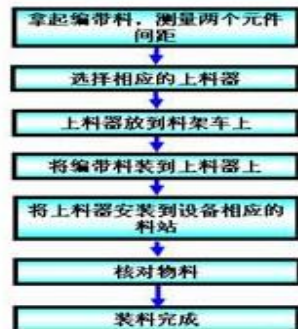 拿起编带料，测量两个元件
间距
选择相应的上料器
上料器放到料架车上
将编带料装到上料器上
将上料器安装到设备相应的
料站
核对物料
装料完成